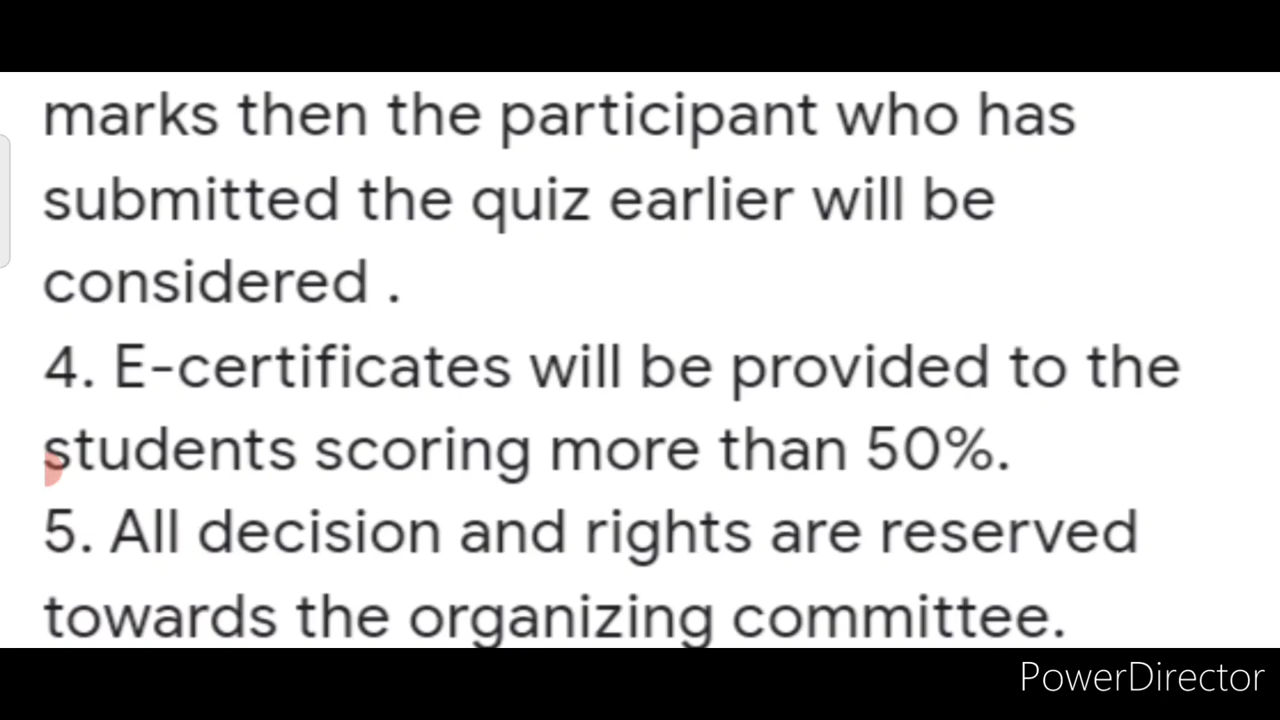 marks then the participant who has
submitted the quiz earlier will be
considered .
4. E-certificates will be provided to the
students scoring more than 50%.
5. All decision and rights are reserved
towards the organizing committee.
PowerDirector